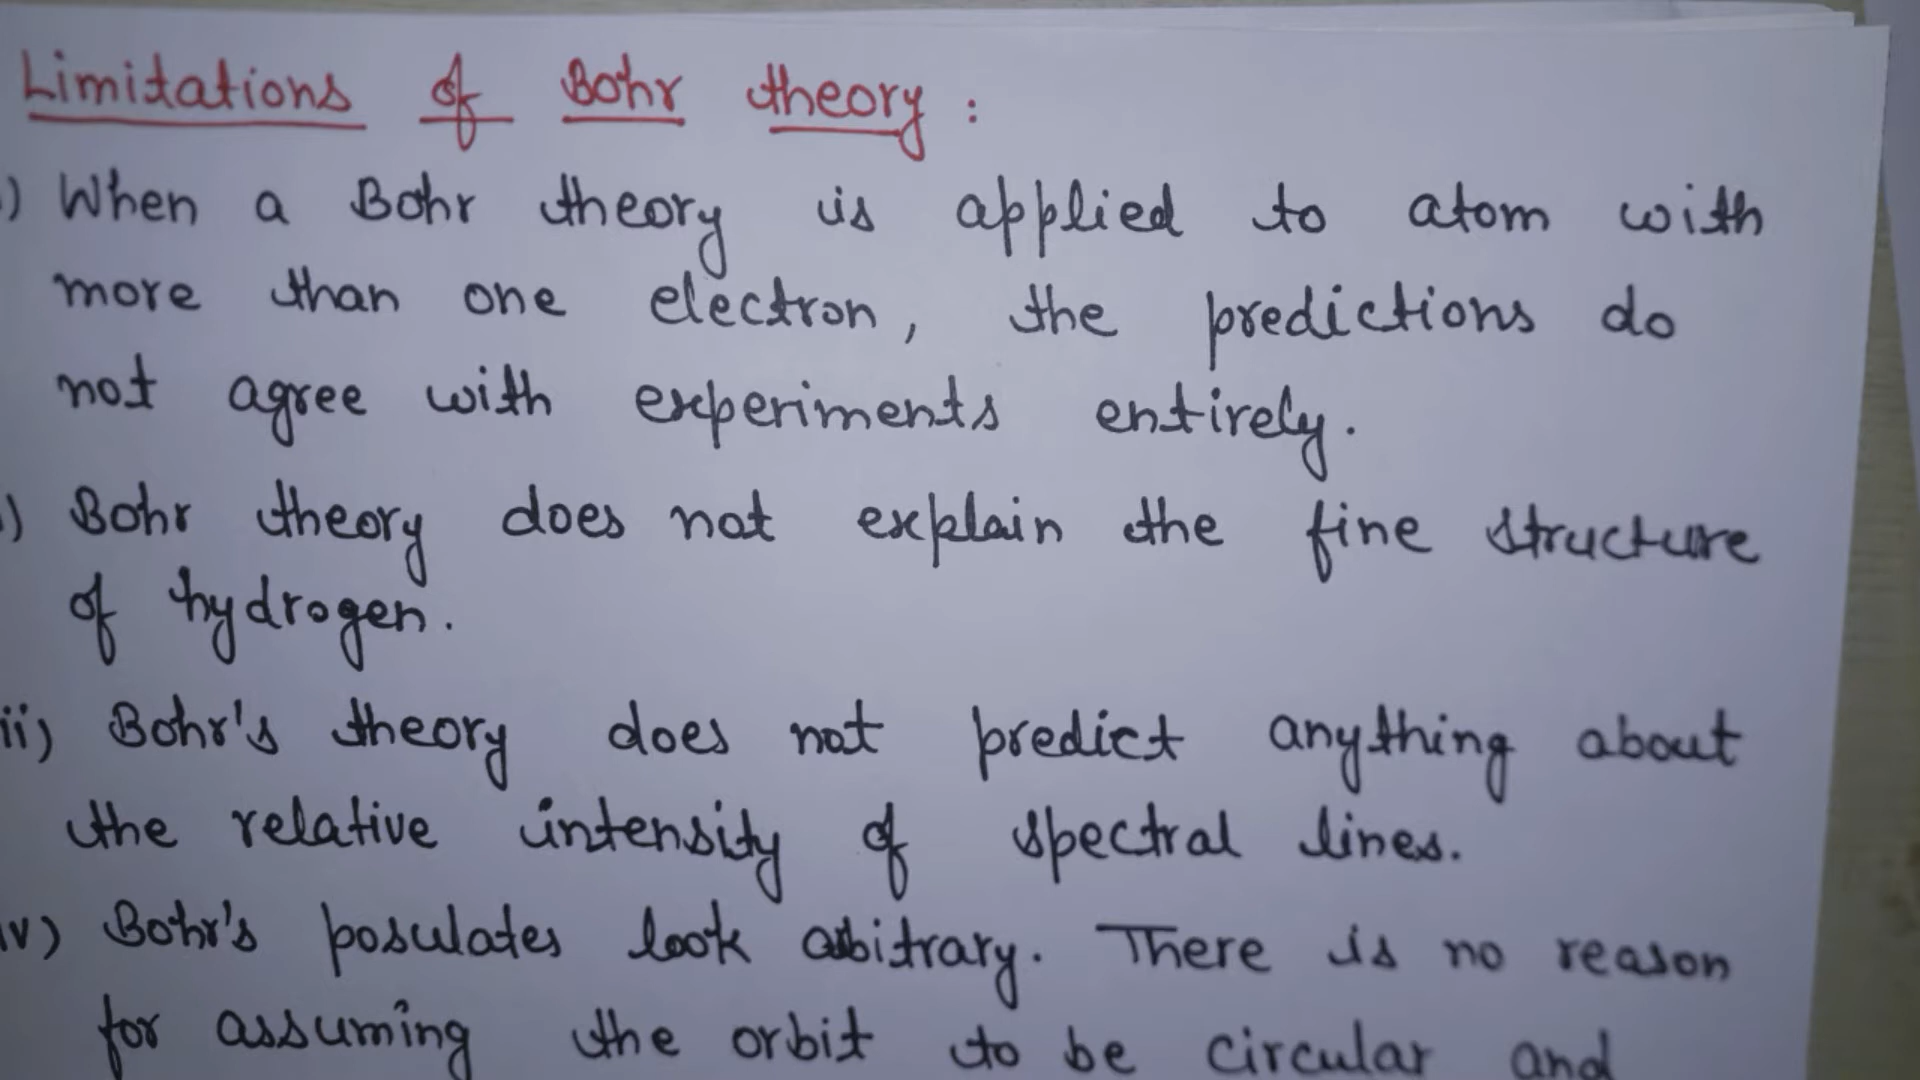 Limitations of Bohr theory :
) When a Bohr theory is applied to atom with
more than one electron, the predictions do
not agree with experiments entirely.
) Bohr theory does not explain the fine structure
of hydrogen.
ii) Bohr's theory does not predict anything about
the relative intensity of spectral lines.
iv) Bohr's posulates look arbitrary. There is no reason
for assuming the orbit to be circular and